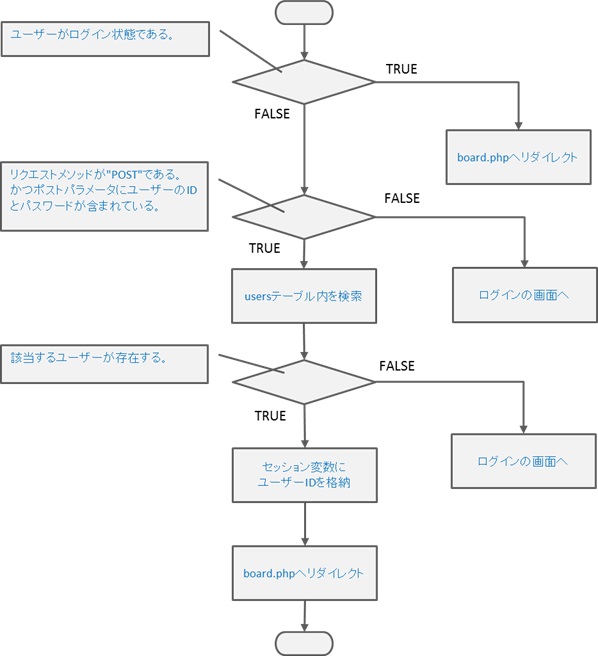 ユーザーがログイン状態である。
TRUE
FALSE
board.phpへリダイレクト
リクエストメソッドが"POST"である。
かつポストパラメータにユーザーのID
とパスワードが含まれている。
FALSE
TRUE
usersテーブル内を検索
ログインの画面へ
該当するユーザーが存在する。
FALSE
TRUE
セッション変数に
ユーザーIDを格納
ログインの画面へ
board.phpへリダイレクト